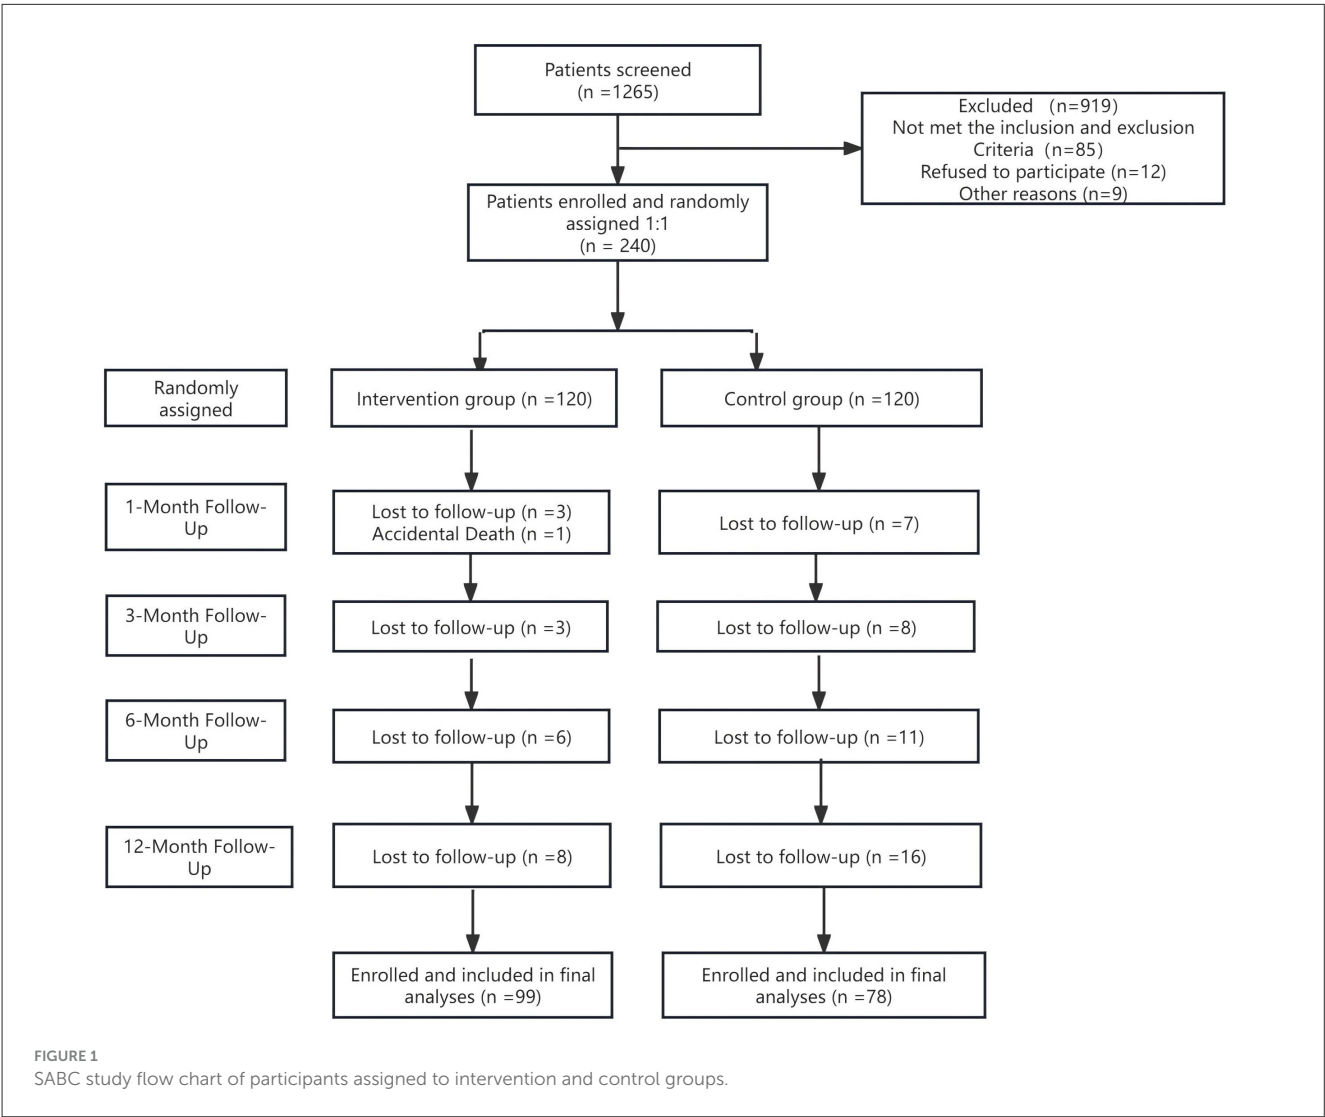 Patients screened
(n =1265)
Excluded (n=919)
Not met the inclusion and exclusion
Criteria (n=85)
Refused to participate (n=12)
Other reasons (n=9)
Patients enrolled and randomly
assigned 1:1
(n = 240)
Randomly
assigned
Intervention group (n =120)
Control group (n =120)
1-Month Follow-
Up
Lost to follow-up (n =3)
Accidental Death (n =1)
Lost to follow-up (n =7)
3-Month Follow-
Up
Lost to follow-up (n =3)
Lost to follow-up (n =8)
6-Month Follow-
Up
Lost to follow-up (n =6)
Lost to follow-up (n =11)
12-Month Follow-
Up
Lost to follow-up (n =8)
Lost to follow-up (n =16)
Enrolled and included in final
analyses (n =99)
Enrolled and included in final
analyses (n =78)
FIGURE 1
SABC study flow chart of participants assigned to intervention and control groups.